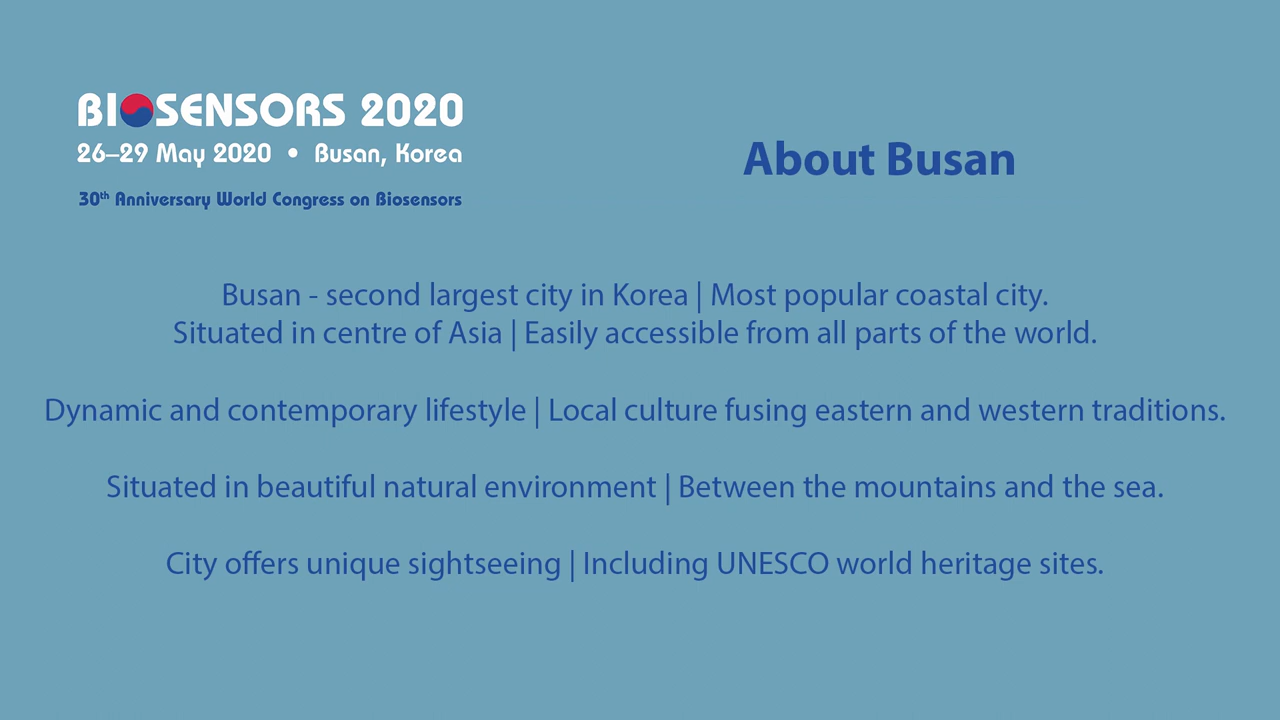 BIOSENSORS 2020
26–29 May 2020 • Busan, Korea
30th Anniversary World Congress on Biosensors
About Busan
Busan - second largest city in Korea | Most popular coastal city.
Situated in centre of Asia | Easily accessible from all parts of the world.
Dynamic and contemporary lifestyle | Local culture fusing eastern and western traditions.
Situated in beautiful natural environment | Between the mountains and the sea.
City offers unique sightseeing | Including UNESCO world heritage sites.